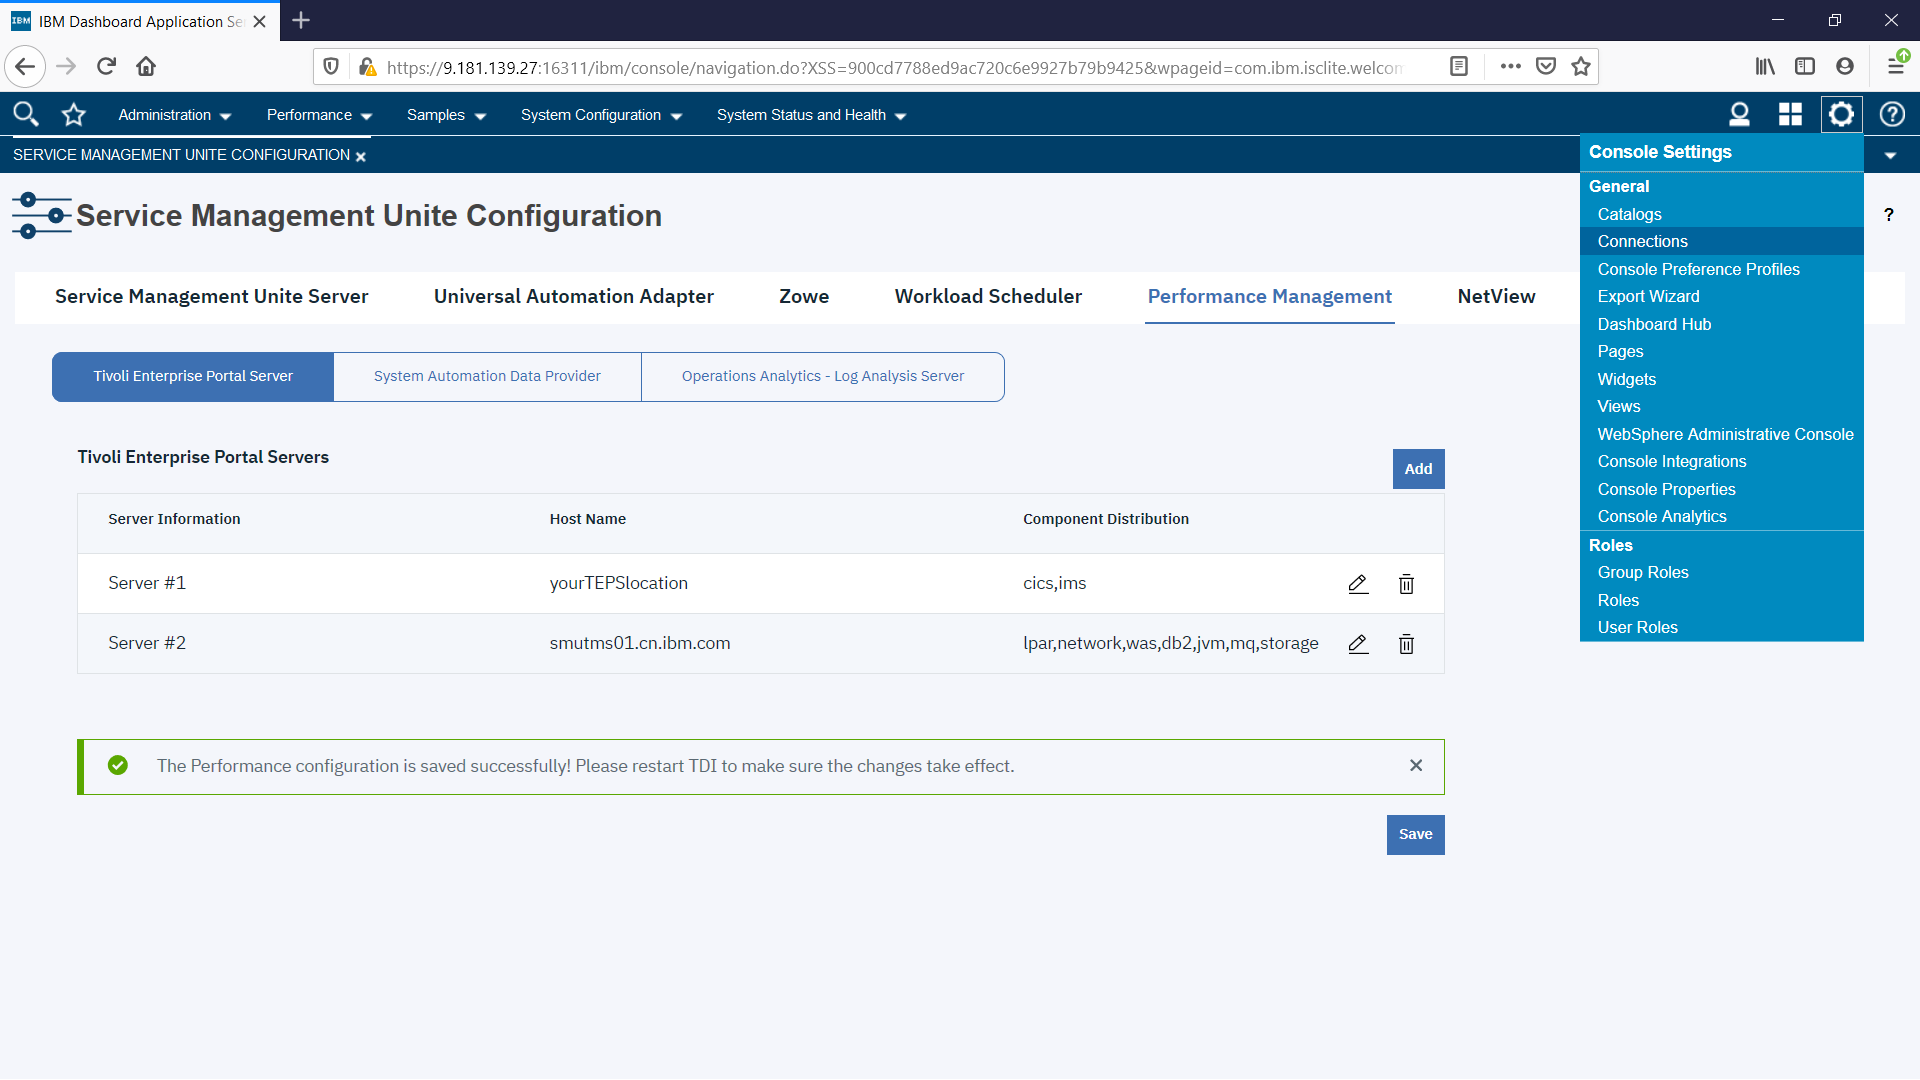 IBM
IBM Dashboard Application Se
https://9.181.139.27:16311/ibm/console/navigation.do?XSS=900cd7788ed9ac720c6e9927b79b9425&wpageid=com.ibm.isclite.welcom
Administration
Performance
Samples
System Configuration
System Status and Health
?
SERVICE MANAGEMENT UNITE CONFIGURATION
Service Management Unite Configuration
?
Console Settings
General
Catalogs
Connections
Console Preference Profiles
Export Wizard
Dashboard Hub
Pages
Widgets
Views
WebSphere Administrative Console
Console Integrations
Console Properties
Console Analytics
Roles
Group Roles
Roles
User Roles
Service Management Unite Server
Universal Automation Adapter
Zowe
Workload Scheduler
Performance Management
NetView
Tivoli Enterprise Portal Server
System Automation Data Provider
Operations Analytics - Log Analysis Server
Tivoli Enterprise Portal Servers
Add
Server Information
Host Name
Component Distribution
Server #1
yourTEPSlocation
cics,ims
Server #2
smutms01.cn.ibm.com
lpar,network,was,db2,jvm,mq,storage
The Performance configuration is saved successfully! Please restart TDI to make sure the changes take effect.
Save